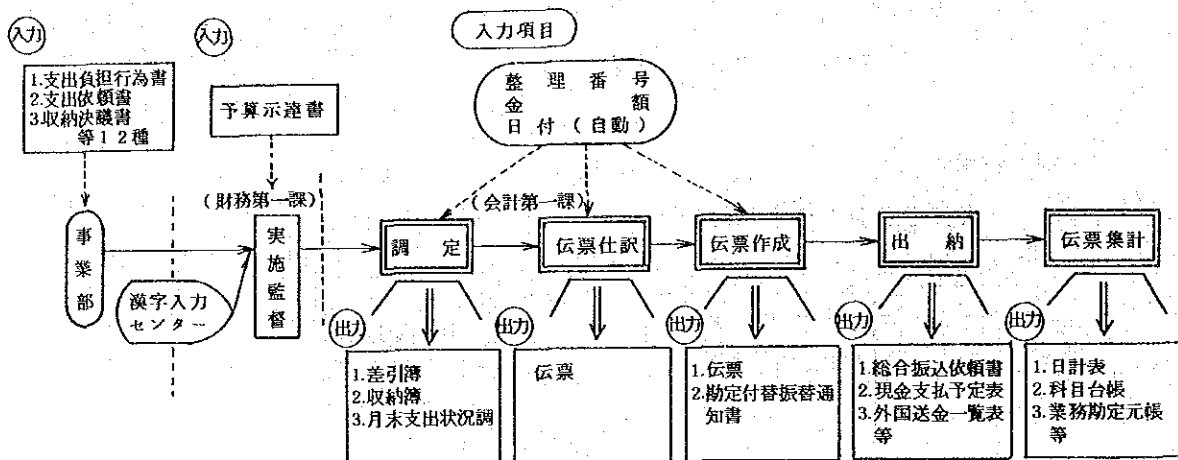 入力
入力
入力項目
1.支出負担行為書
2.支出依頼書
3.収納決議書
等12種
予算示達書
整理番号
金額
日付(自動)
(財務第一課)
(会計第一課)
事業部
漢字入力
センター
実施監督
調定
伝票仕訳
伝票作成
出納
伝票集計
出力
1.差引簿
2.収納簿
3.月末支出状況調
出力
伝票
出力
1.伝票
2.勘定付替振替通
知書
出力
1.総合振込依頼書
2.現金支払予定表
3.外国送金一覧表
等
出力
1.日計表
2.科目台帳
3.業務勘定元帳
等